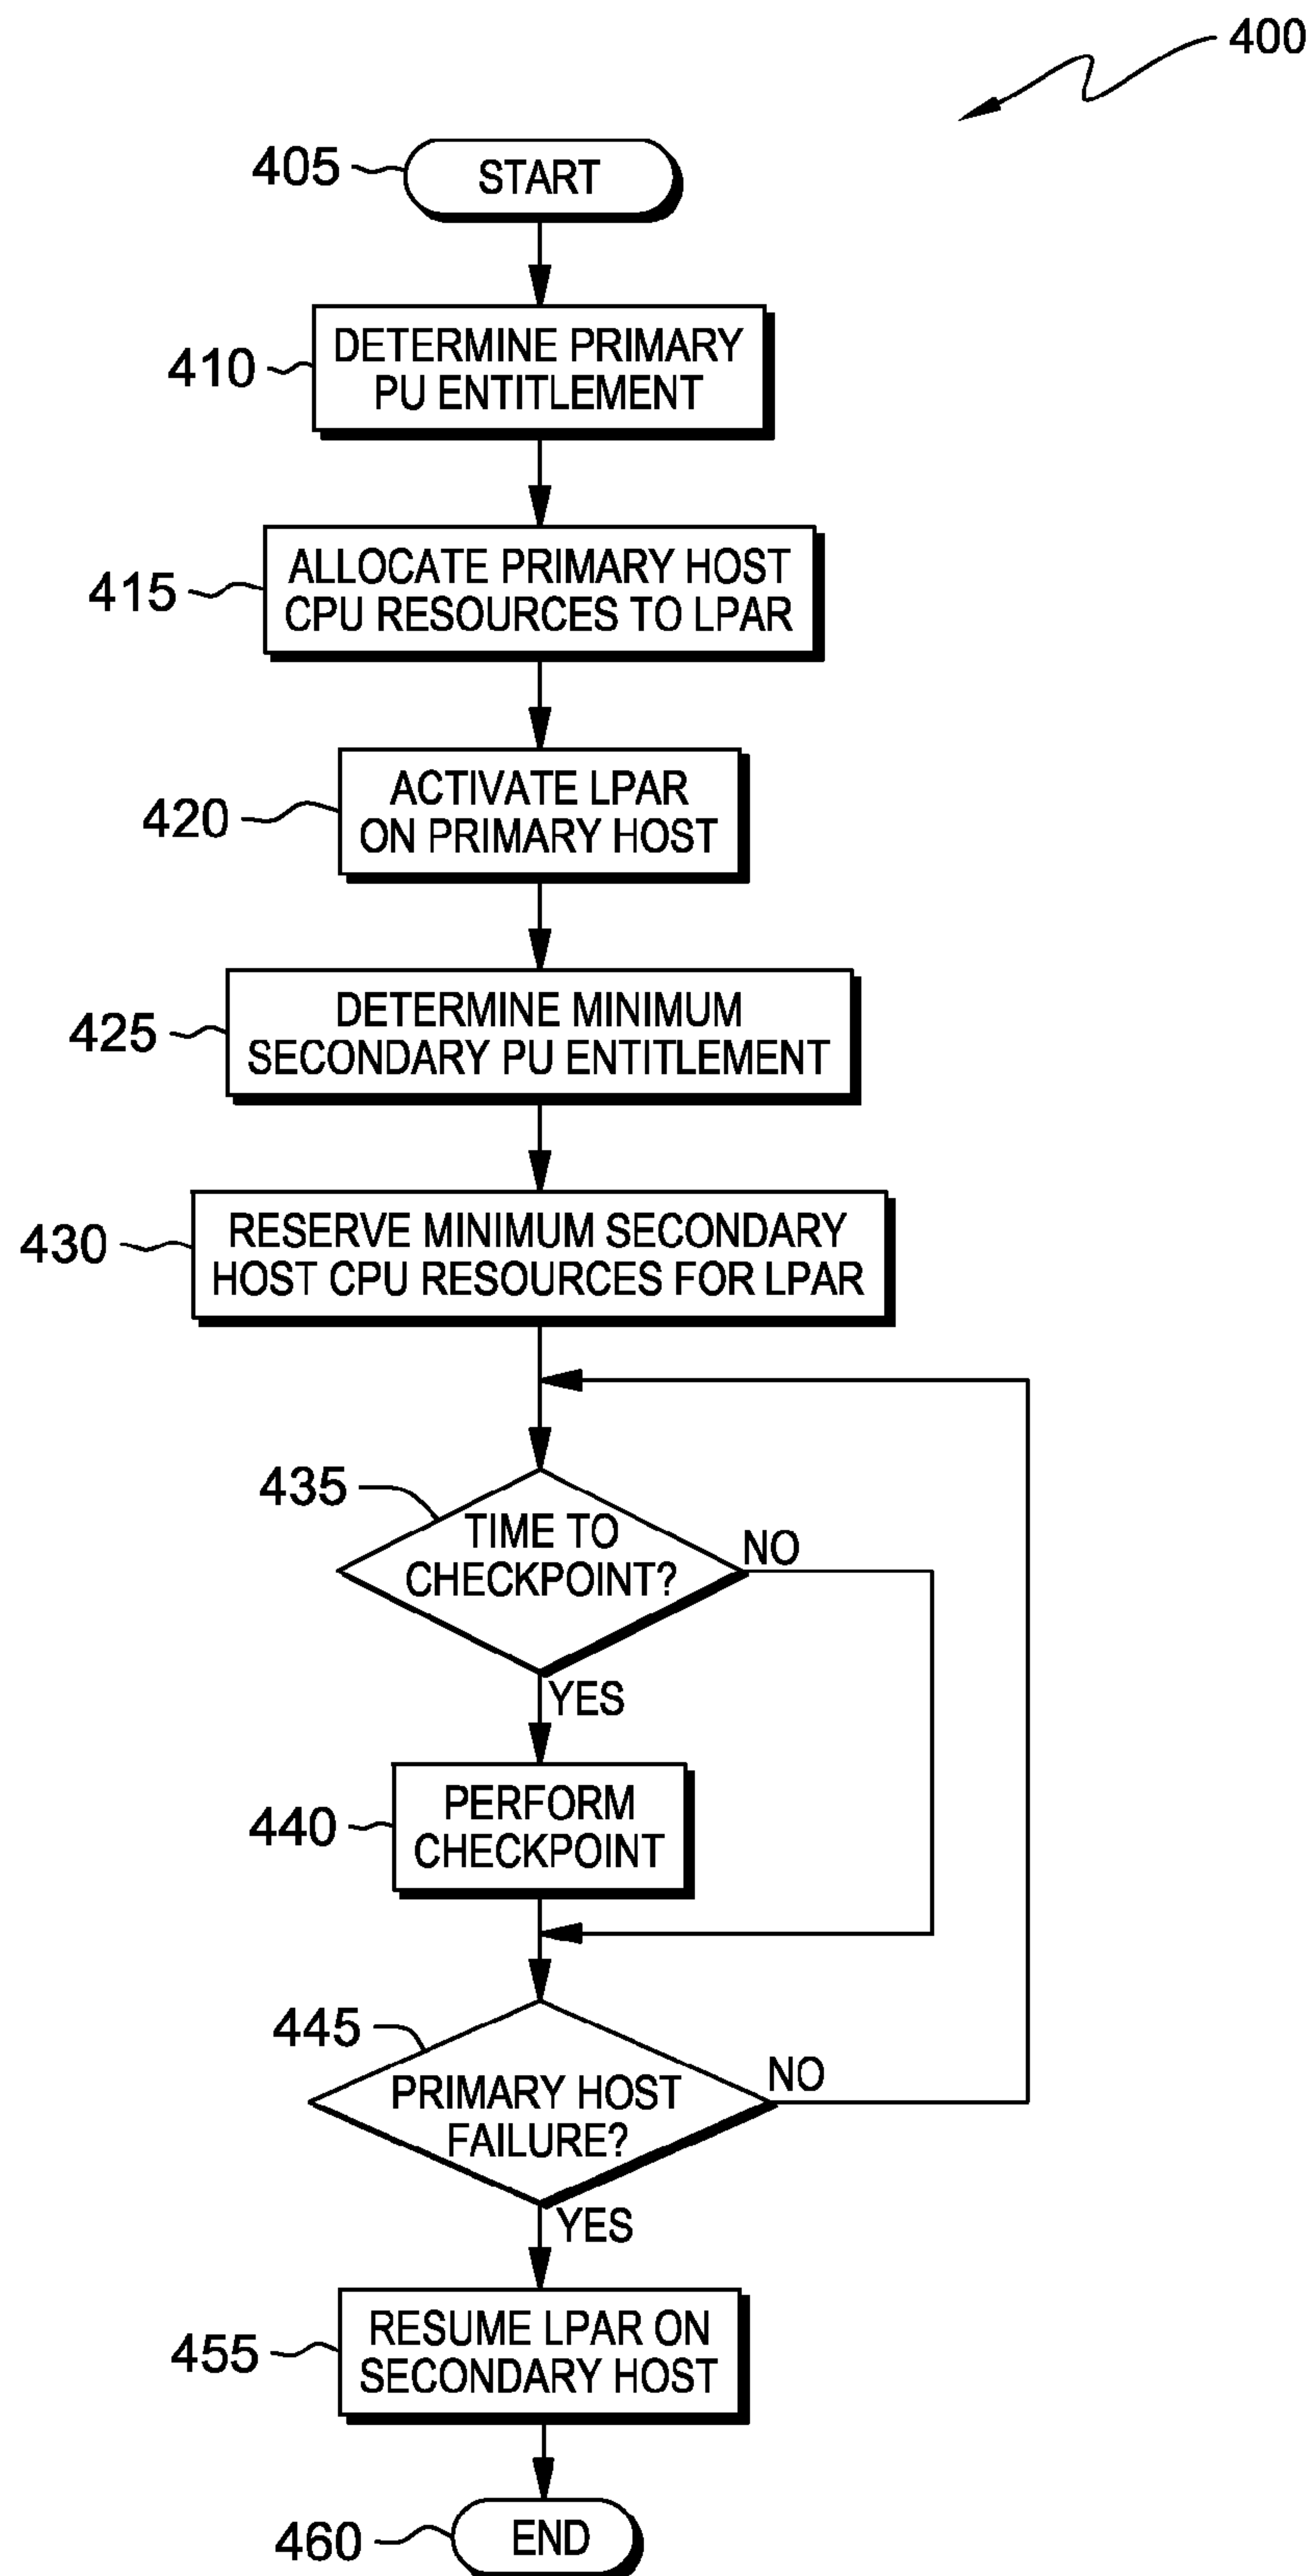 400
405
START
410
DETERMINE PRIMARY
PU ENTITLEMENT
415
ALLOCATE PRIMARY HOST
CPU RESOURCES TO LPAR
420
ACTIVATE LPAR
ON PRIMARY HOST
425
DETERMINE MINIMUM
SECONDARY PU ENTITLEMENT
430
RESERVE MINIMUM SECONDARY
HOST CPU RESOURCES FOR LPAR
435
TIME TO
CHECKPOINT?
NO
YES
440
PERFORM
CHECKPOINT
445
PRIMARY HOST
FAILURE?
NO
YES
455
RESUME LPAR ON
SECONDARY HOST
460
END